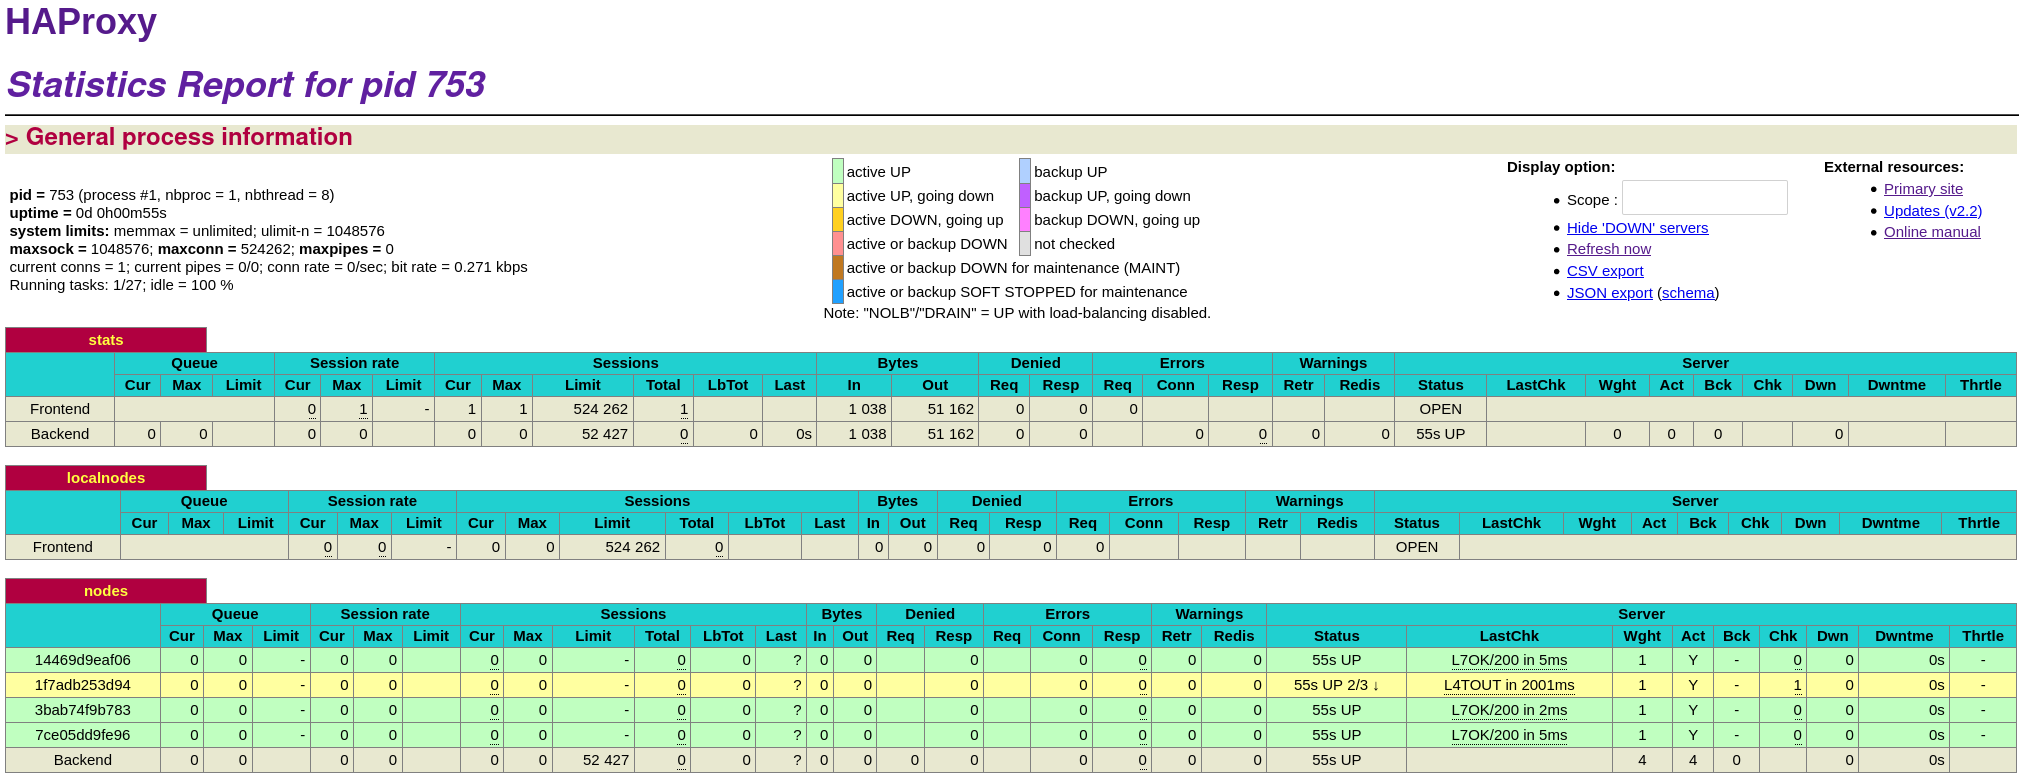 HAProxy
Statistics Report for pid 753
> General process information
pid = 753 (process #1, nbproc = 1, nbthread = 8)
uptime = 0d 0h00m55s
system limits: memmax = unlimited; ulimit-n = 1048576
maxsock = 1048576; maxconn = 524262; maxpipes = 0
current conns = 1; current pipes = 0/0; conn rate = 0/sec; bit rate = 0.271 kbps
Running tasks: 1/27; idle = 100 %
active UP backup UP
active UP, going down backup UP, going down
active DOWN, going up backup DOWN, going up
active or backup DOWN not checked
active or backup DOWN for maintenance (MAINT)
active or backup SOFT STOPPED for maintenance
Note: "NOLB"/"DRAIN" = UP with load-balancing disabled.
Display option:
• Scope :
• Hide 'DOWN' servers
• Refresh now
• CSV export
• JSON export (schema)
External resources:
• Primary site
• Updates (v2.2)
• Online manual
stats
Queue Session rate Sessions Bytes Denied Errors Warnings Server
Cur Max Limit Cur Max Limit Cur Max Limit Total LbTot Last In Out Req Resp Req Conn Resp Retr Redis Status LastChk Wght Act Bck Chk Dwn Dwntme Thrtle
Frontend 0 1 - 1 1 524 262 1 1 038 51 162 0 0 0 OPEN
Backend 0 0 0 0 0 0 52 427 0 0 0s 1 038 51 162 0 0 0 0 0 0 55s UP 0 0 0 0
localnodes
Queue Session rate Sessions Bytes Denied Errors Warnings Server
Cur Max Limit Cur Max Limit Cur Max Limit Total LbTot Last In Out Req Resp Req Conn Resp Retr Redis Status LastChk Wght Act Bck Chk Dwn Dwntme Thrtle
Frontend 0 0 - 0 0 524 262 0 0 0 0 0 0 OPEN
nodes
Queue Session rate Sessions Bytes Denied Errors Warnings Server
Cur Max Limit Cur Max Limit Cur Max Limit Total LbTot Last In Out Req Resp Req Conn Resp Retr Redis Status LastChk Wght Act Bck Chk Dwn Dwntme Thrtle
14469d9eaf06 0 0 - 0 0 0 0 - 0 0 ? 0 0 0 0 0 0 0 55s UP L7OK/200 in 5ms 1 Y - 0 0 0s -
1f7adb253d94 0 0 - 0 0 0 0 - 0 0 ? 0 0 0 0 0 0 0 55s UP 2/3 ↓ L4TOUT in 2001ms 1 Y - 1 0 0s -
3bab74f9b783 0 0 - 0 0 0 0 - 0 0 ? 0 0 0 0 0 0 0 55s UP L7OK/200 in 2ms 1 Y - 0 0 0s -
7ce05dd9fe96 0 0 - 0 0 0 0 - 0 0 ? 0 0 0 0 0 0 0 55s UP L7OK/200 in 5ms 1 Y - 0 0 0s -
Backend 0 0 0 0 0 0 52 427 0 0 ? 0 0 0 0 0 0 0 0 55s UP 4 4 0 0 0s